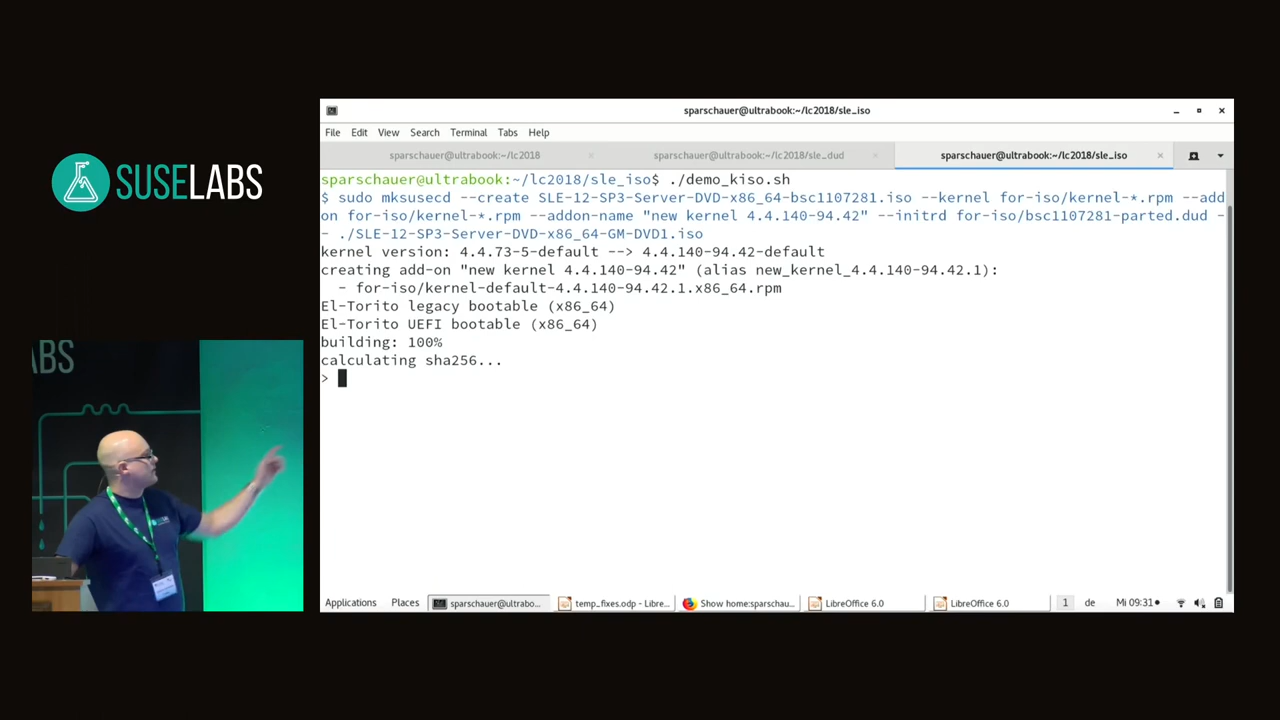 SUSELABS
ABS
sparschauer@ultrabook:~/lc2018/sle_iso
File Edit View Search Terminal Tabs Help
sparschauer@ultrabook:~/lc2018
sparschauer@ultrabook:~/lc2018/sle_dud
sparschauer@ultrabook:~/lc2018/sle_iso
sparschauer@ultrabook:~/lc2018/sle_iso$ ./demo_kiso.sh
$ sudo mksusecd --create SLE-12-SP3-Server-DVD-x86_64-bsc1107281.iso --kernel for-iso/kernel-*.rpm --add
on for-iso/kernel-*.rpm --addon-name "new kernel 4.4.140-94.42" --initrd for-iso/bsc1107281-parted.dud -
- ./SLE-12-SP3-Server-DVD-x86_64-GM-DVD1.iso
kernel version: 4.4.73-5-default --> 4.4.140-94.42-default
creating add-on "new kernel 4.4.140-94.42" (alias new_kernel_4.4.140-94.42.1):
- for-iso/kernel-default-4.4.140-94.42.1.x86_64.rpm
El-Torito legacy bootable (x86_64)
El-Torito UEFI bootable (x86_64)
building: 100%
calculating sha256...
>
Applications Places sparschauer@ultrabo... temp_fixes.odp - Libre... Show home:sparschau... LibreOffice 6.0 LibreOffice 6.0 1 de Mi 09:31